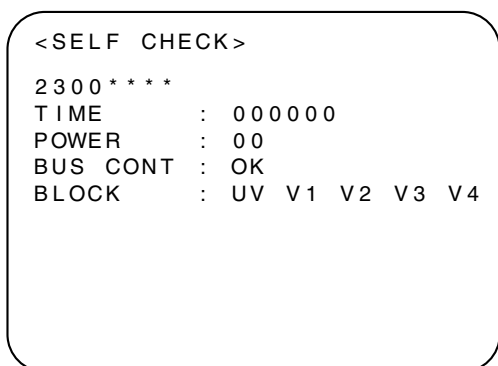 <SELF CHECK>
2300****
TIME : 000000
POWER : 00
BUS CONT : OK
BLOCK : UV V1 V2 V3 V4